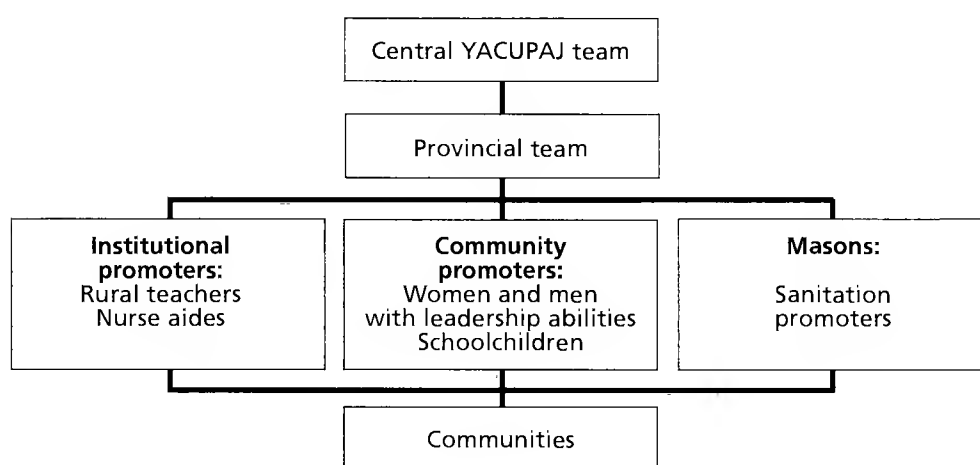 Central YACUPAJ team
Provincial team
Institutional
promoters:
Rural teachers
Nurse aides
Community
promoters:
Women and men
with leadership abilities
Schoolchildren
Masons:
Sanitation
promoters
Communities